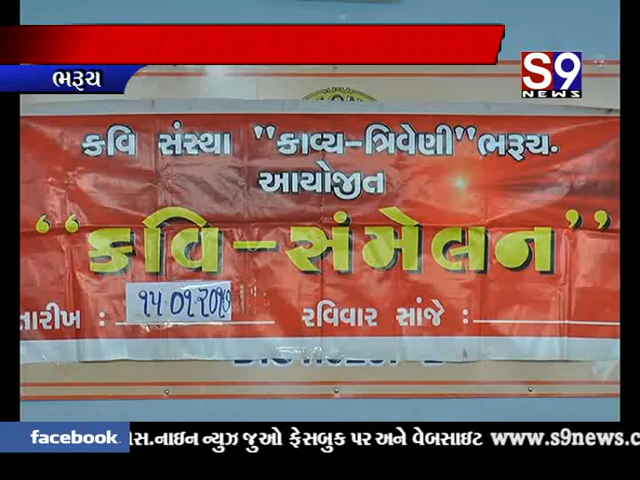 ભરૂચ
S9
NEWS
કવિ સંસ્થા "કાવ્ય-ત્રિવેણી" ભરૂચ.
આયોજીત
"કવિ-સંમેલન"
તારીખ : ૧૫ ૦૧ ૨૦૧૭ રવિવાર સાંજે :
facebook. એસ.નાઇન ન્યુઝ જુઓ ફેસબુક પર અને વેબસાઇટ www.s9news.c